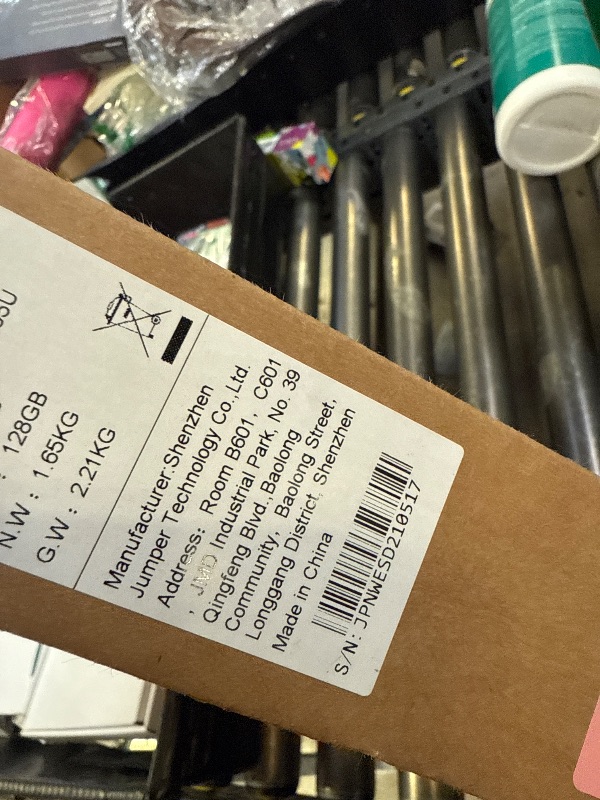 128GB
N.W : 1.65KG
G.W : 2.21KG
Manufacturer:Shenzhen
Jumper Technology Co., Ltd.
Address: Room B601, C601
, JMD Industrial Park, No. 39
Qingfeng Blvd., Baolong
Community, Baolong Street,
Longgang District, Shenzhen
Made in China
S/N: JPNWESD210517